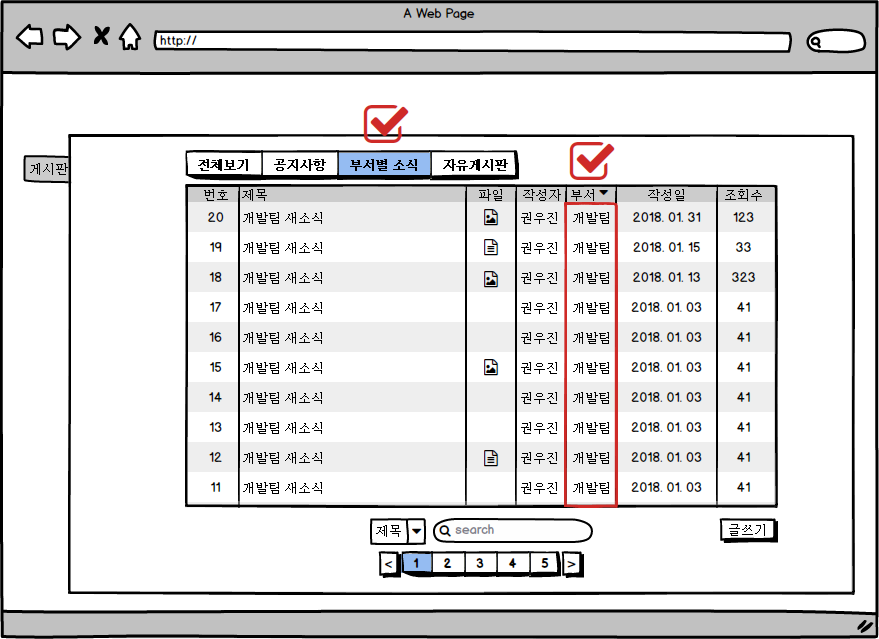 A Web Page
http://
게시판
전체보기 공지사항 부서별 소식 자유게시판
번호 제목 파일 작성자 부서 작성일 조회수
20 개발팀 새소식 권우진 개발팀 2018. 01. 31 123
19 개발팀 새소식 권우진 개발팀 2018. 01. 15 33
18 개발팀 새소식 권우진 개발팀 2018. 01. 13 323
17 개발팀 새소식 권우진 개발팀 2018. 01. 03 41
16 개발팀 새소식 권우진 개발팀 2018. 01. 03 41
15 개발팀 새소식 권우진 개발팀 2018. 01. 03 41
14 개발팀 새소식 권우진 개발팀 2018. 01. 03 41
13 개발팀 새소식 권우진 개발팀 2018. 01. 03 41
12 개발팀 새소식 권우진 개발팀 2018. 01. 03 41
11 개발팀 새소식 권우진 개발팀 2018. 01. 03 41
제목 search 글쓰기
< 1 2 3 4 5 >